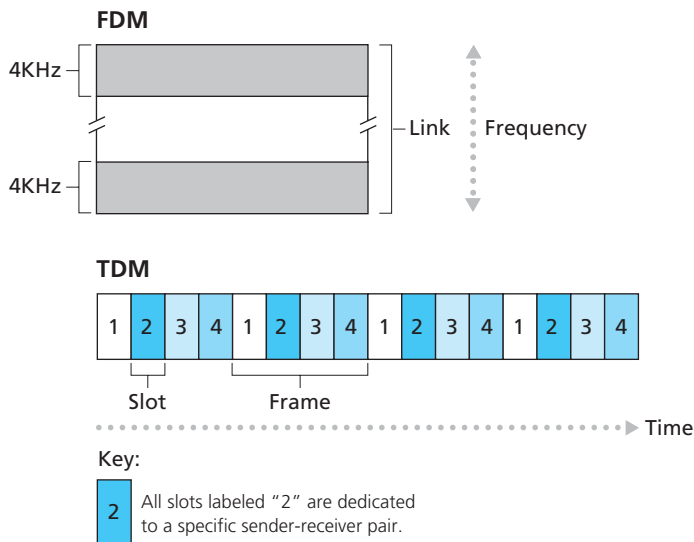 FDM
4KHz
Link
Frequency
4KHz
TDM
1 2 3 4 1 2 3 4 1 2 3 4 1 2 3 4
Slot
Frame
Time
Key:
2
All slots labeled “2” are dedicated
to a specific sender-receiver pair.